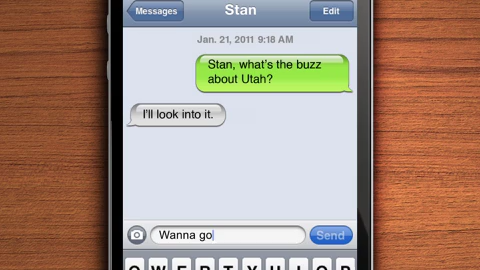 Messages
Stan
Edit
Jan. 21, 2011 9:18 AM
Stan, what's the buzz
about Utah?
I'll look into it.
Wanna go
Send
Q W E R T Y U I O P